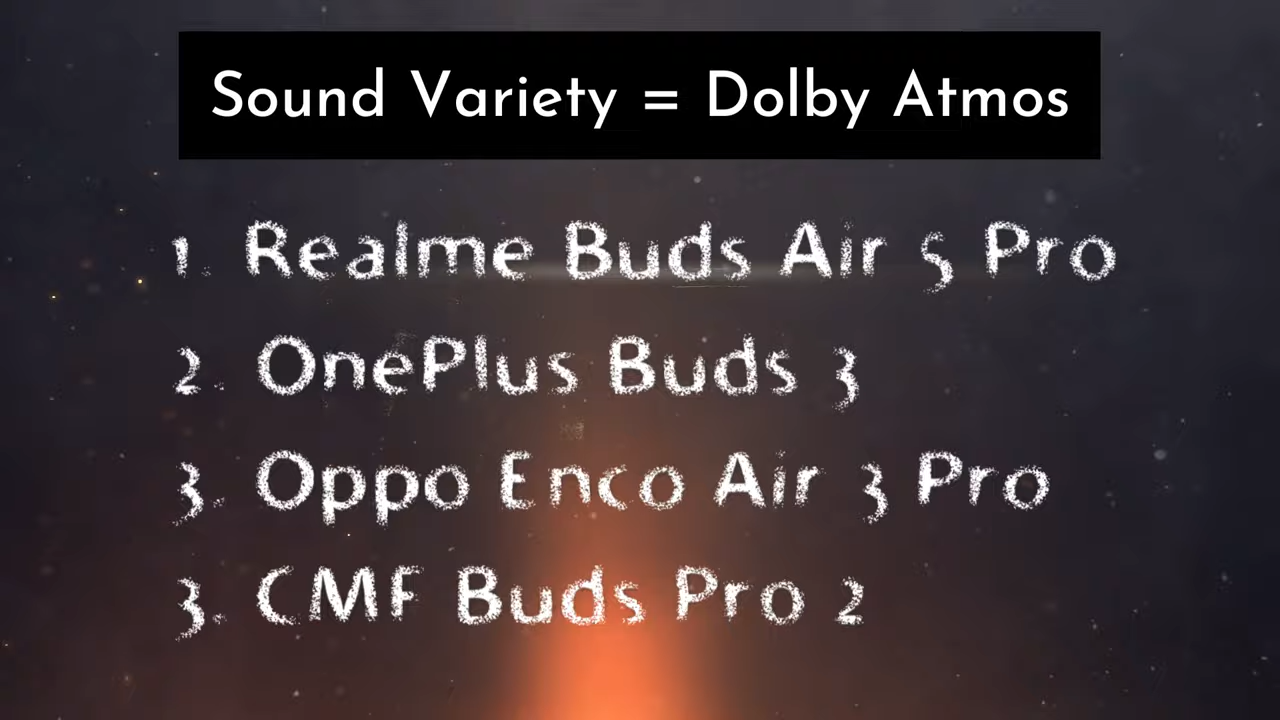 Sound Variety = Dolby Atmos
1. Realme Buds Air 5 Pro
2. OnePlus Buds 3
3. Oppo Enco Air 3 Pro
3. CMF Buds Pro 2